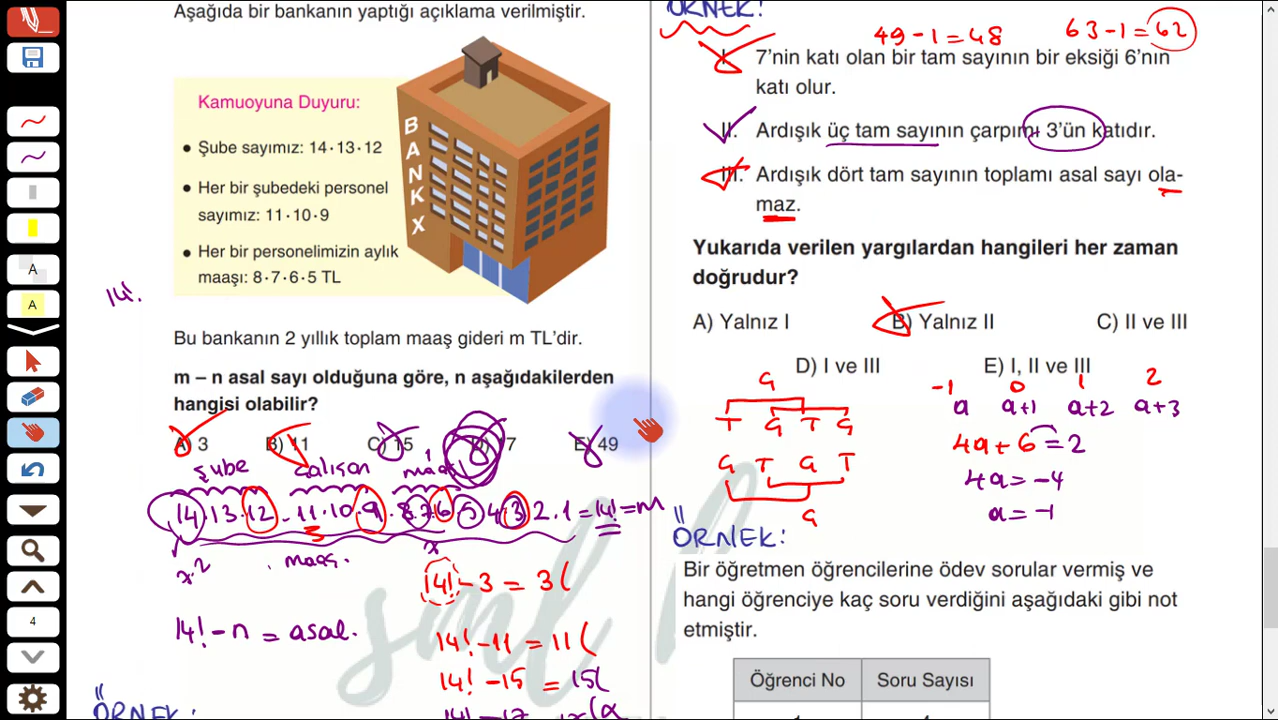 Aşağıda bir bankanın yaptığı açıklama verilmiştir.
Kamuoyuna Duyuru:
• Şube sayımız: 14·13·12
• Her bir şubedeki personel
sayımız: 11·10·9
• Her bir personelimizin aylık
maaşı: 8·7·6·5 TL
B
A
N
K
X
14!
Bu bankanın 2 yıllık toplam maaş gideri m TL'dir.
m – n asal sayı olduğuna göre, n aşağıdakilerden
hangisi olabilir?
A) 3 B) 11 C) 15 D) 17 E) 49
şube çalışan maaş
14·13·12·11·10·9·8·7·6·5 4·3 2·1 = 14! = m
7·2 maaş.
14! - 3 = 3(
14! - n = asal.
14! - 11 = 11(
14! - 15 = 15(
14! - 17
ÖRNEK:
ÖRNEK:
49 - 1 = 48 63 - 1 = 62
I. 7'nin katı olan bir tam sayının bir eksiği 6'nın
katı olur.
II. Ardışık üç tam sayının çarpımı 3'ün katıdır.
III. Ardışık dört tam sayının toplamı asal sayı ola-
maz.
Yukarıda verilen yargılardan hangileri her zaman
doğrudur?
A) Yalnız I B) Yalnız II C) II ve III
D) I ve III E) I, II ve III
G
T G T G
G T G T
G
-1 0 1 2
a a+1 a+2 a+3
4a + 6 = 2
4a = -4
a = -1
ÖRNEK:
Bir öğretmen öğrencilerine ödev sorular vermiş ve
hangi öğrenciye kaç soru verdiğini aşağıdaki gibi not
etmiştir.
Öğrenci No Soru Sayısı
A
A
4